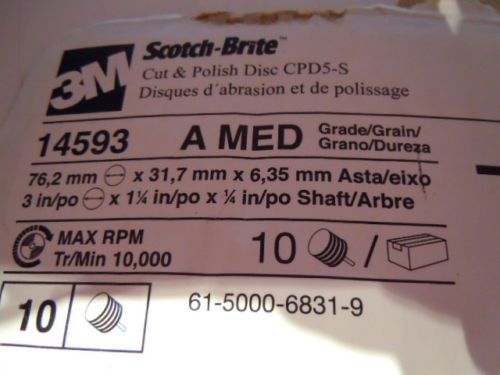 3M Scotch-Brite™
Cut & Polish Disc CPD5-S
Disques d´abrasion et de polissage
14593 A MED Grade/Grain/
Grano/Dureza
76,2 mm x 31,7 mm x 6,35 mm Asta/eixo
3 in/po x 1¼ in/po x ¼ in/po Shaft/Arbre
MAX RPM
Tr/Min 10,000
10 /
10
61-5000-6831-9